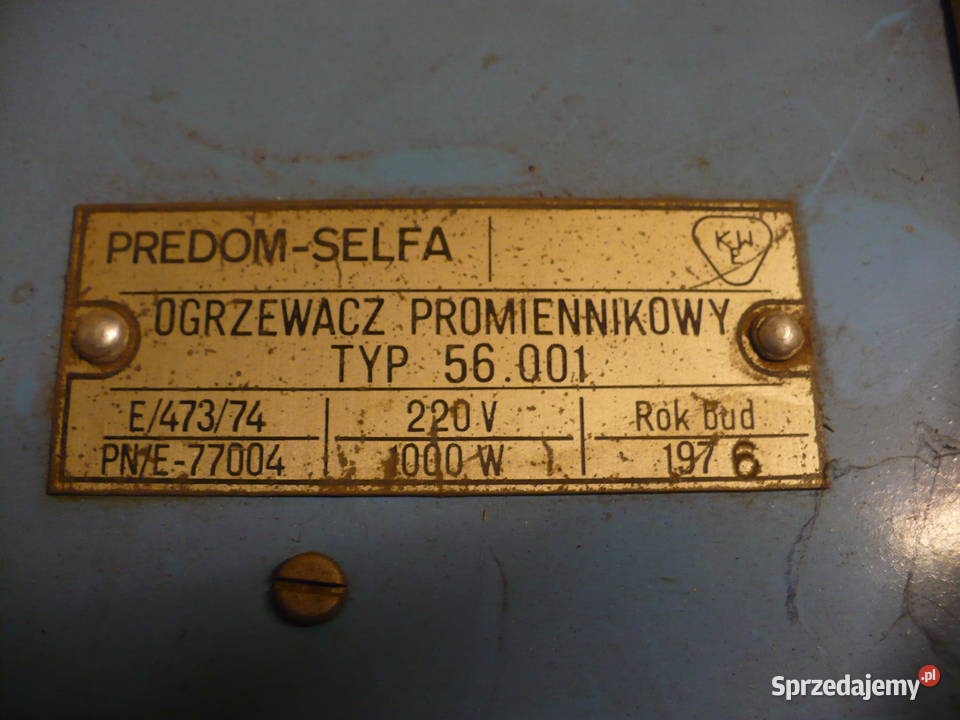 PREDOM-SELFA
KWE
OGRZEWACZ PROMIENNIKOWY
TYP 56.001
E/473/74
PN/E-77004
220 V
1000 W
Rok bud
1976
Sprzedajemy.pl